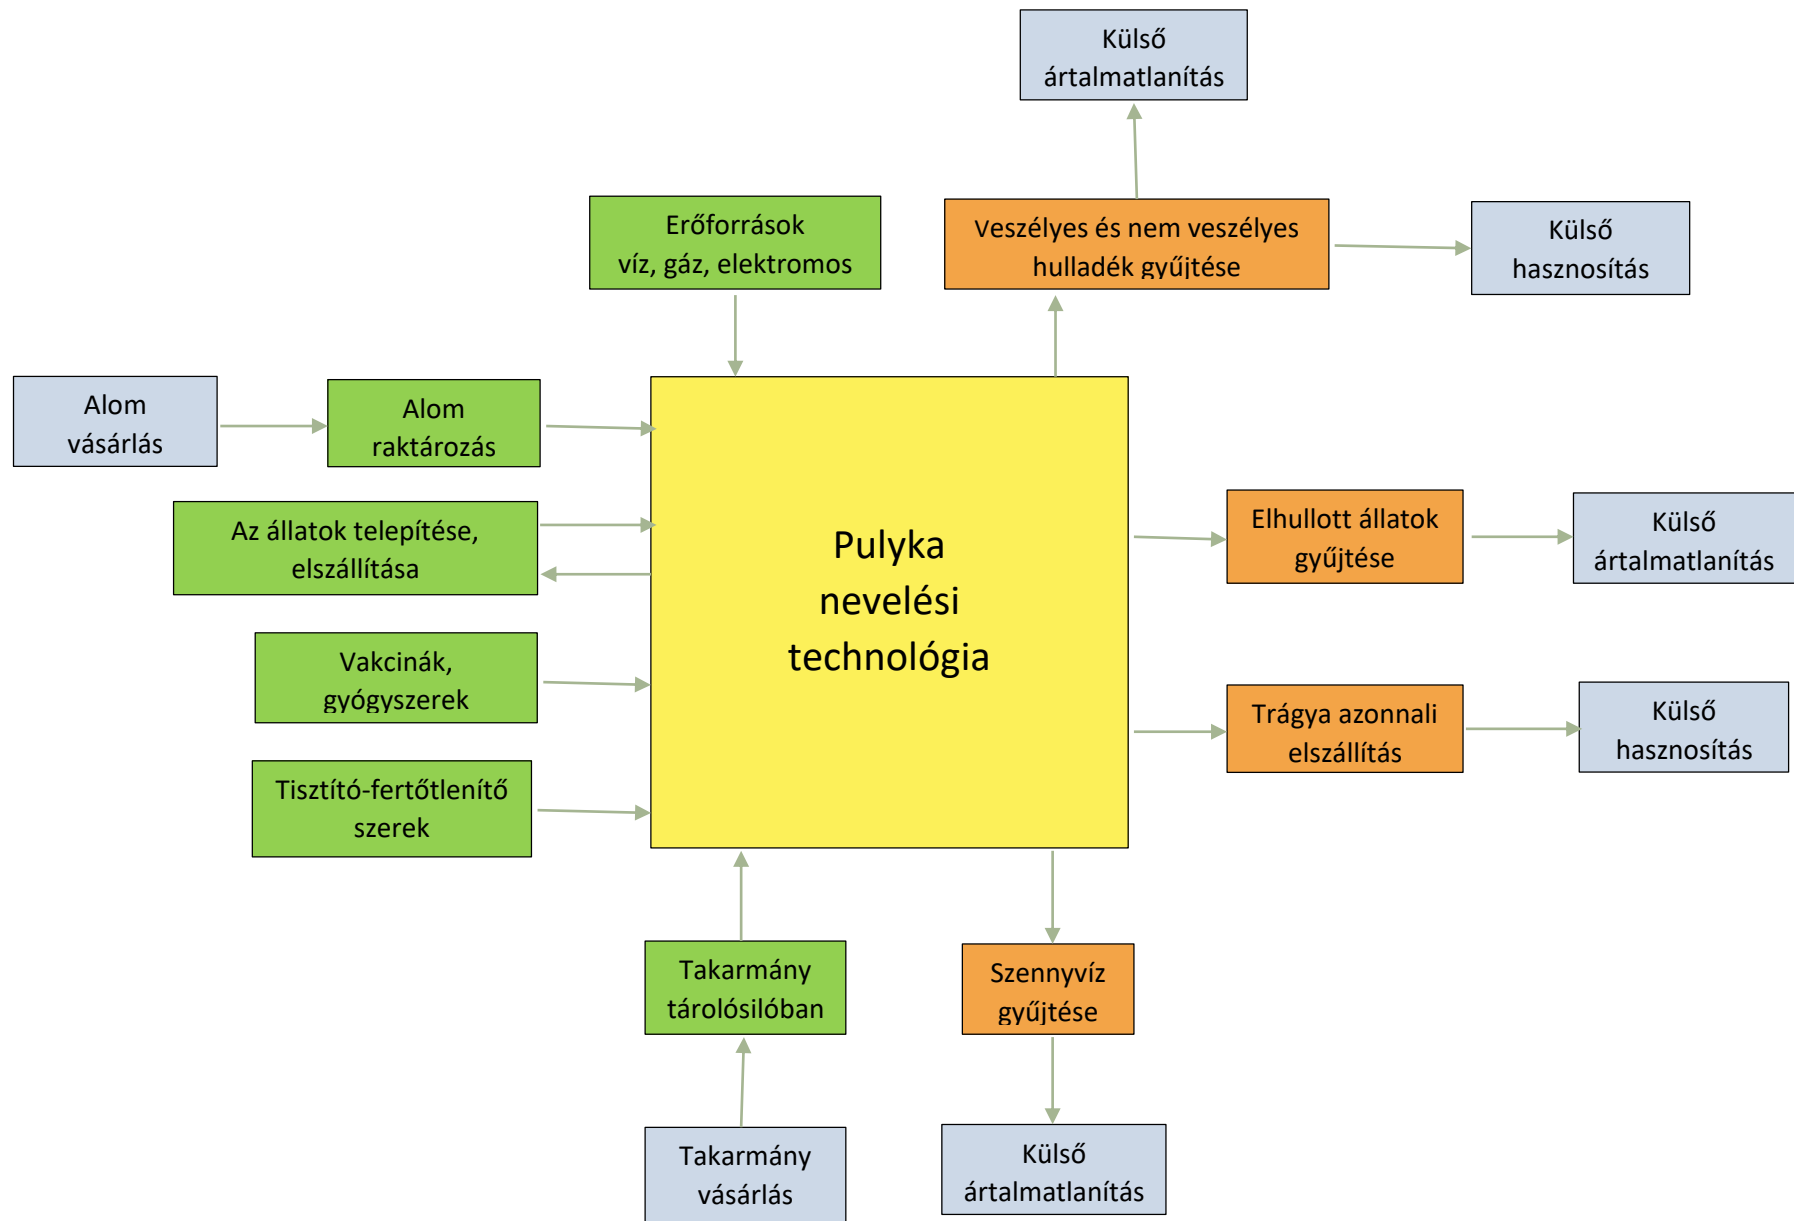 Külső
ártalmatlanítás
Erőforrások
víz, gáz, elektromos
Veszélyes és nem veszélyes
hulladék gyűjtése
Külső
hasznosítás
Alom
vásárlás
Alom
raktározás
Az állatok telepítése,
elszállítása
Vakcinák,
gyógyszerek
Tisztító-fertőtlenítő
szerek
Pulyka
nevelési
technológia
Elhullott állatok
gyűjtése
Külső
ártalmatlanítás
Trágya azonnali
elszállítás
Külső
hasznosítás
Takarmány
tárolósilóban
Szennyvíz
gyűjtése
Takarmány
vásárlás
Külső
ártalmatlanítás